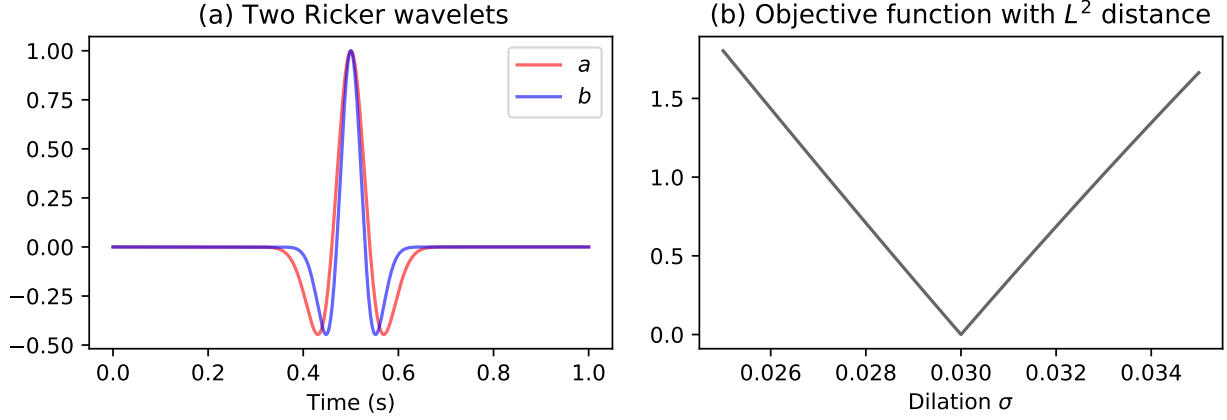 (a) Two Ricker wavelets
1.00
0.75
0.50
0.25
0.00
−0.25
−0.50
a
b
0.0 0.2 0.4 0.6 0.8 1.0
Time (s)
(b) Objective function with L² distance
1.5
1.0
0.5
0.0
0.026 0.028 0.030 0.032 0.034
Dilation σ